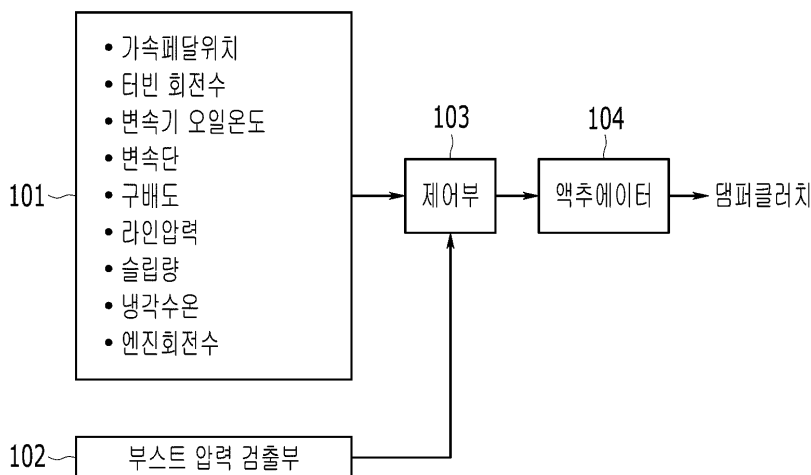 • 가속페달위치
• 터빈 회전수
• 변속기 오일온도
• 변속단
• 구배도
• 라인압력
• 슬립량
• 냉각수온
• 엔진회전수
101
103
제어부
104
액추에이터
댐퍼클러치
102
부스트 압력 검출부